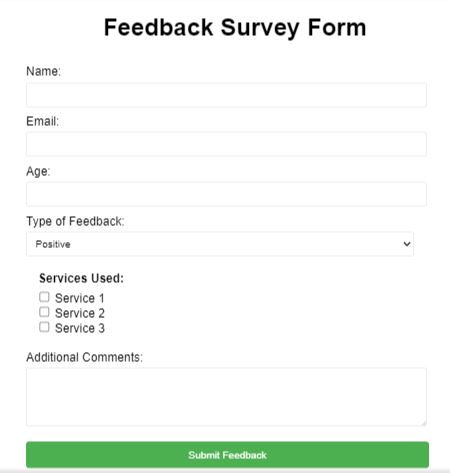 Feedback Survey Form
Name:
Email:
Age:
Type of Feedback:
Positive
Services Used:
Service 1
Service 2
Service 3
Additional Comments:
Submit Feedback